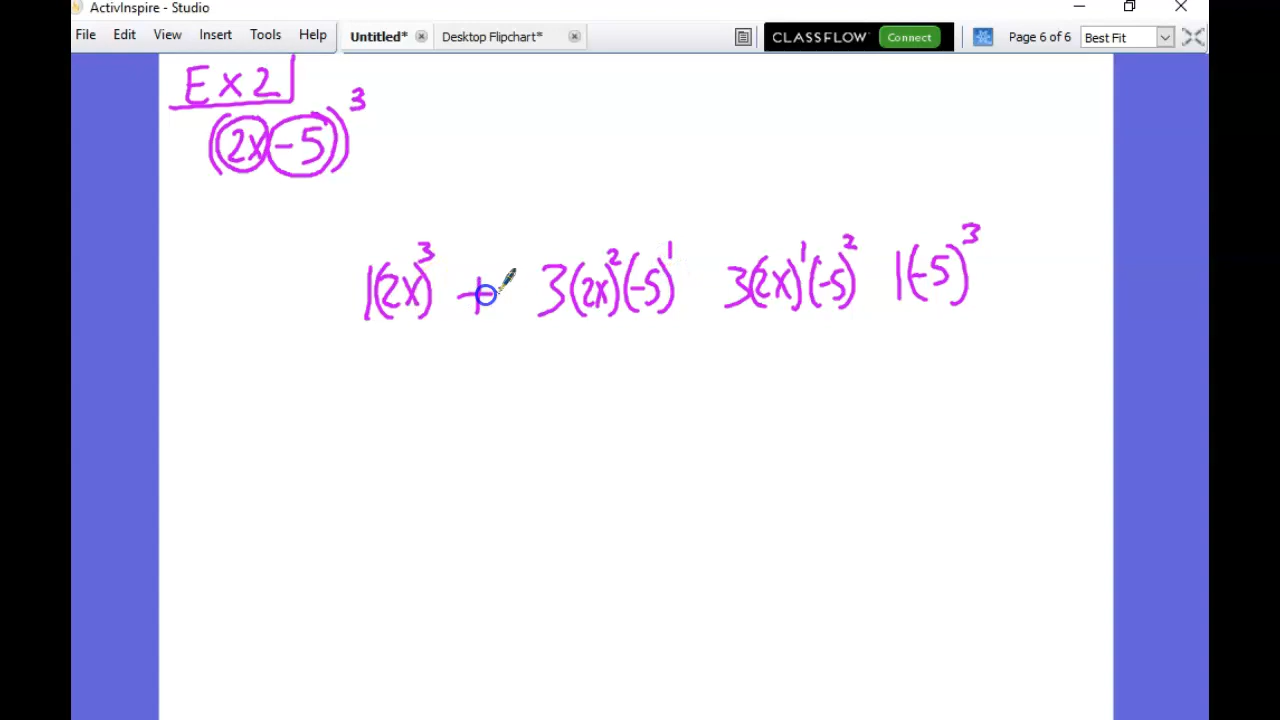 ActivInspire - Studio
File Edit View Insert Tools Help Untitled* Desktop Flipchart* CLASSFLOW Connect Page 6 of 6 Best Fit
Ex 2
(2x-5)³
1(2x)³ + 3(2x)²(-5)¹ 3(2x)¹(-5)² 1(-5)³